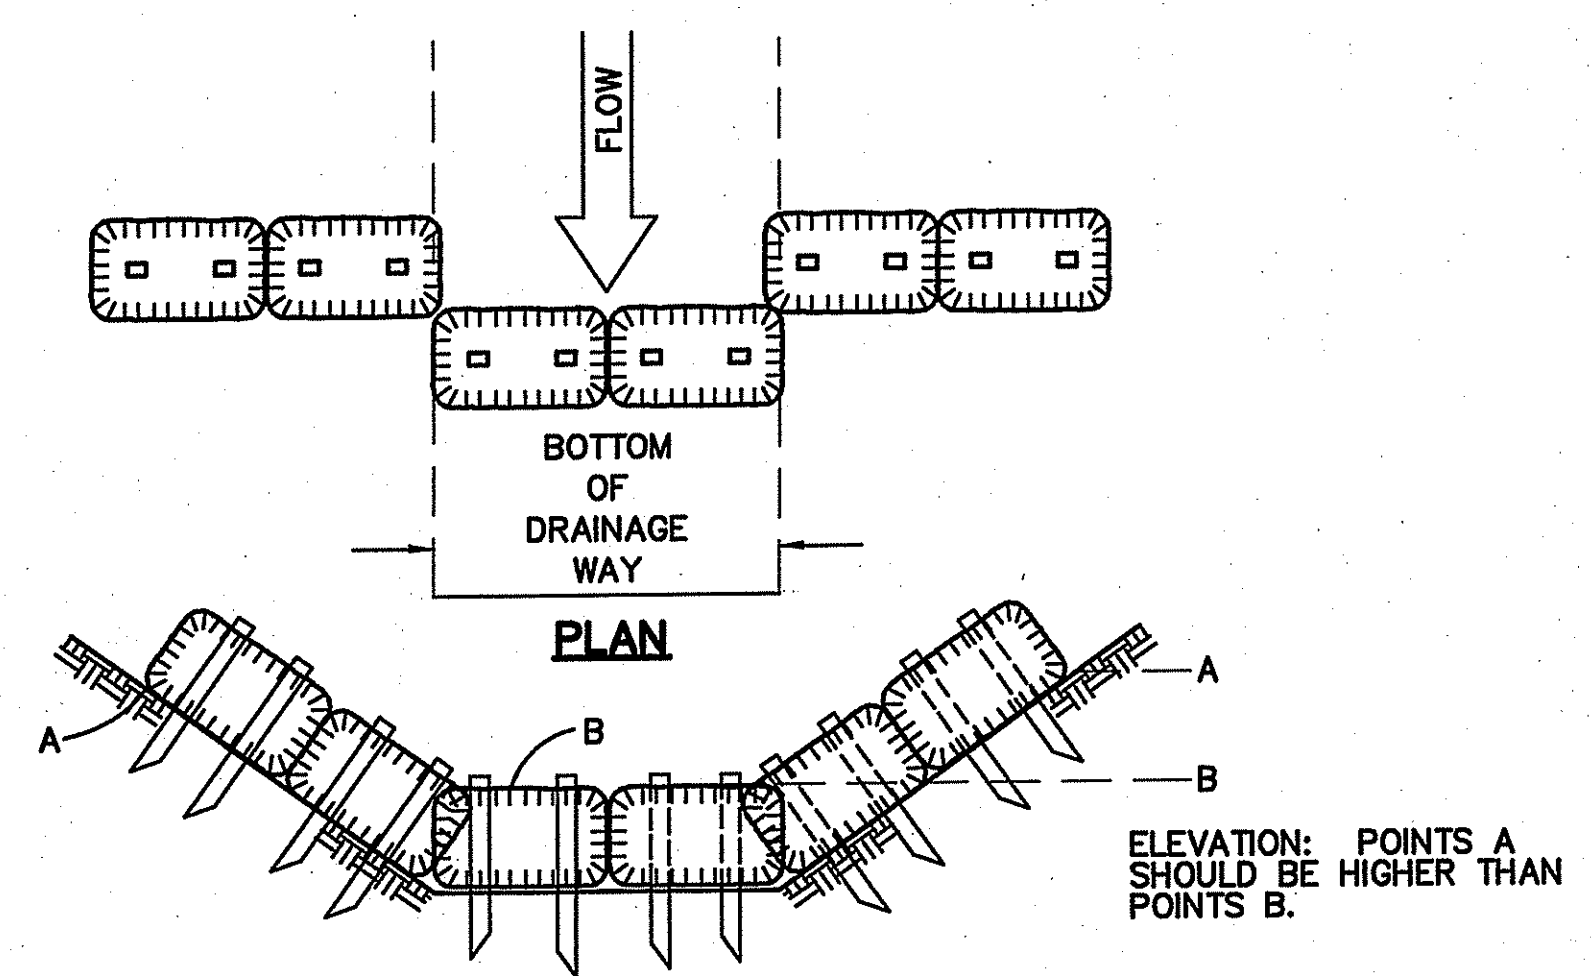 FLOW
BOTTOM
OF
DRAINAGE
WAY
PLAN
A
A
B
B
ELEVATION: POINTS A
SHOULD BE HIGHER THAN
POINTS B.